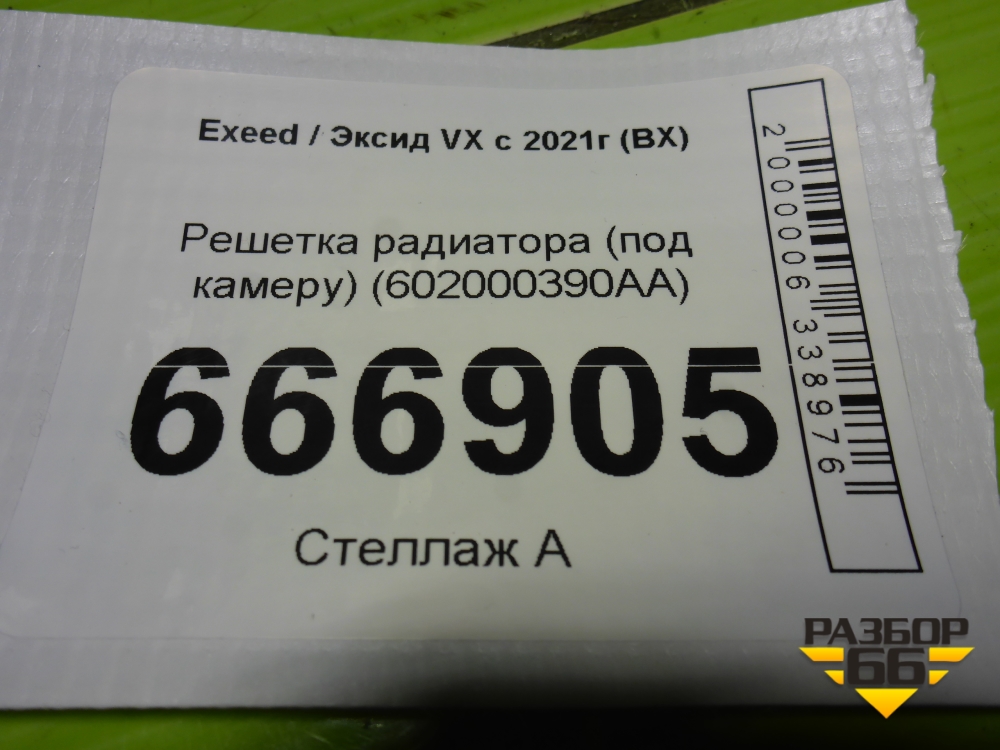 Exeed / Эксид VX с 2021г (BX)
Решетка радиатора (под
камеру) (602000390AA)
666905
Стеллаж А
2000006338976
РАЗБОР
66